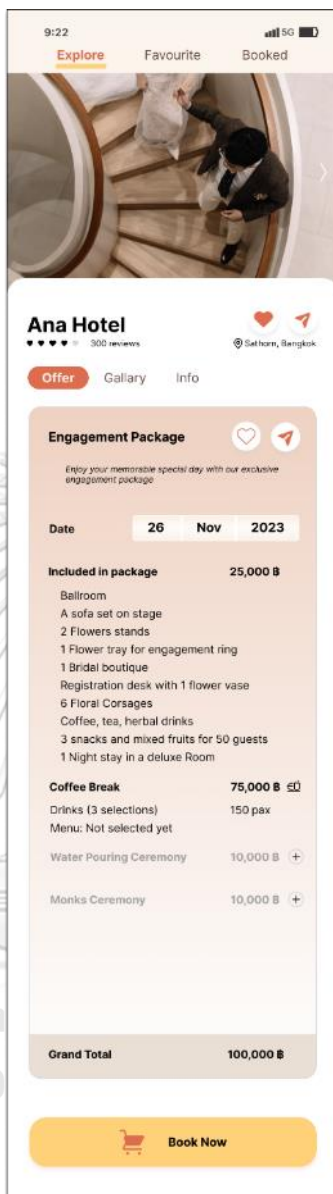 9:22 5G
Explore Favourite Booked
Ana Hotel
300 reviews Sathorn, Bangkok
Offer Gallary Info
Engagement Package
Enjoy your memorable special day with our exclusive
engagement package
Date 26 Nov 2023
Included in package 25,000 ฿
Ballroom
A sofa set on stage
2 Flowers stands
1 Flower tray for engagement ring
1 Bridal boutique
Registration desk with 1 flower vase
6 Floral Corsages
Coffee, tea, herbal drinks
3 snacks and mixed fruits for 50 guests
1 Night stay in a deluxe Room
Coffee Break 75,000 ฿
Drinks (3 selections) 150 pax
Menu: Not selected yet
Water Pouring Ceremony 10,000 ฿ +
Monks Ceremony 10,000 ฿ +
Grand Total 100,000 ฿
Book Now